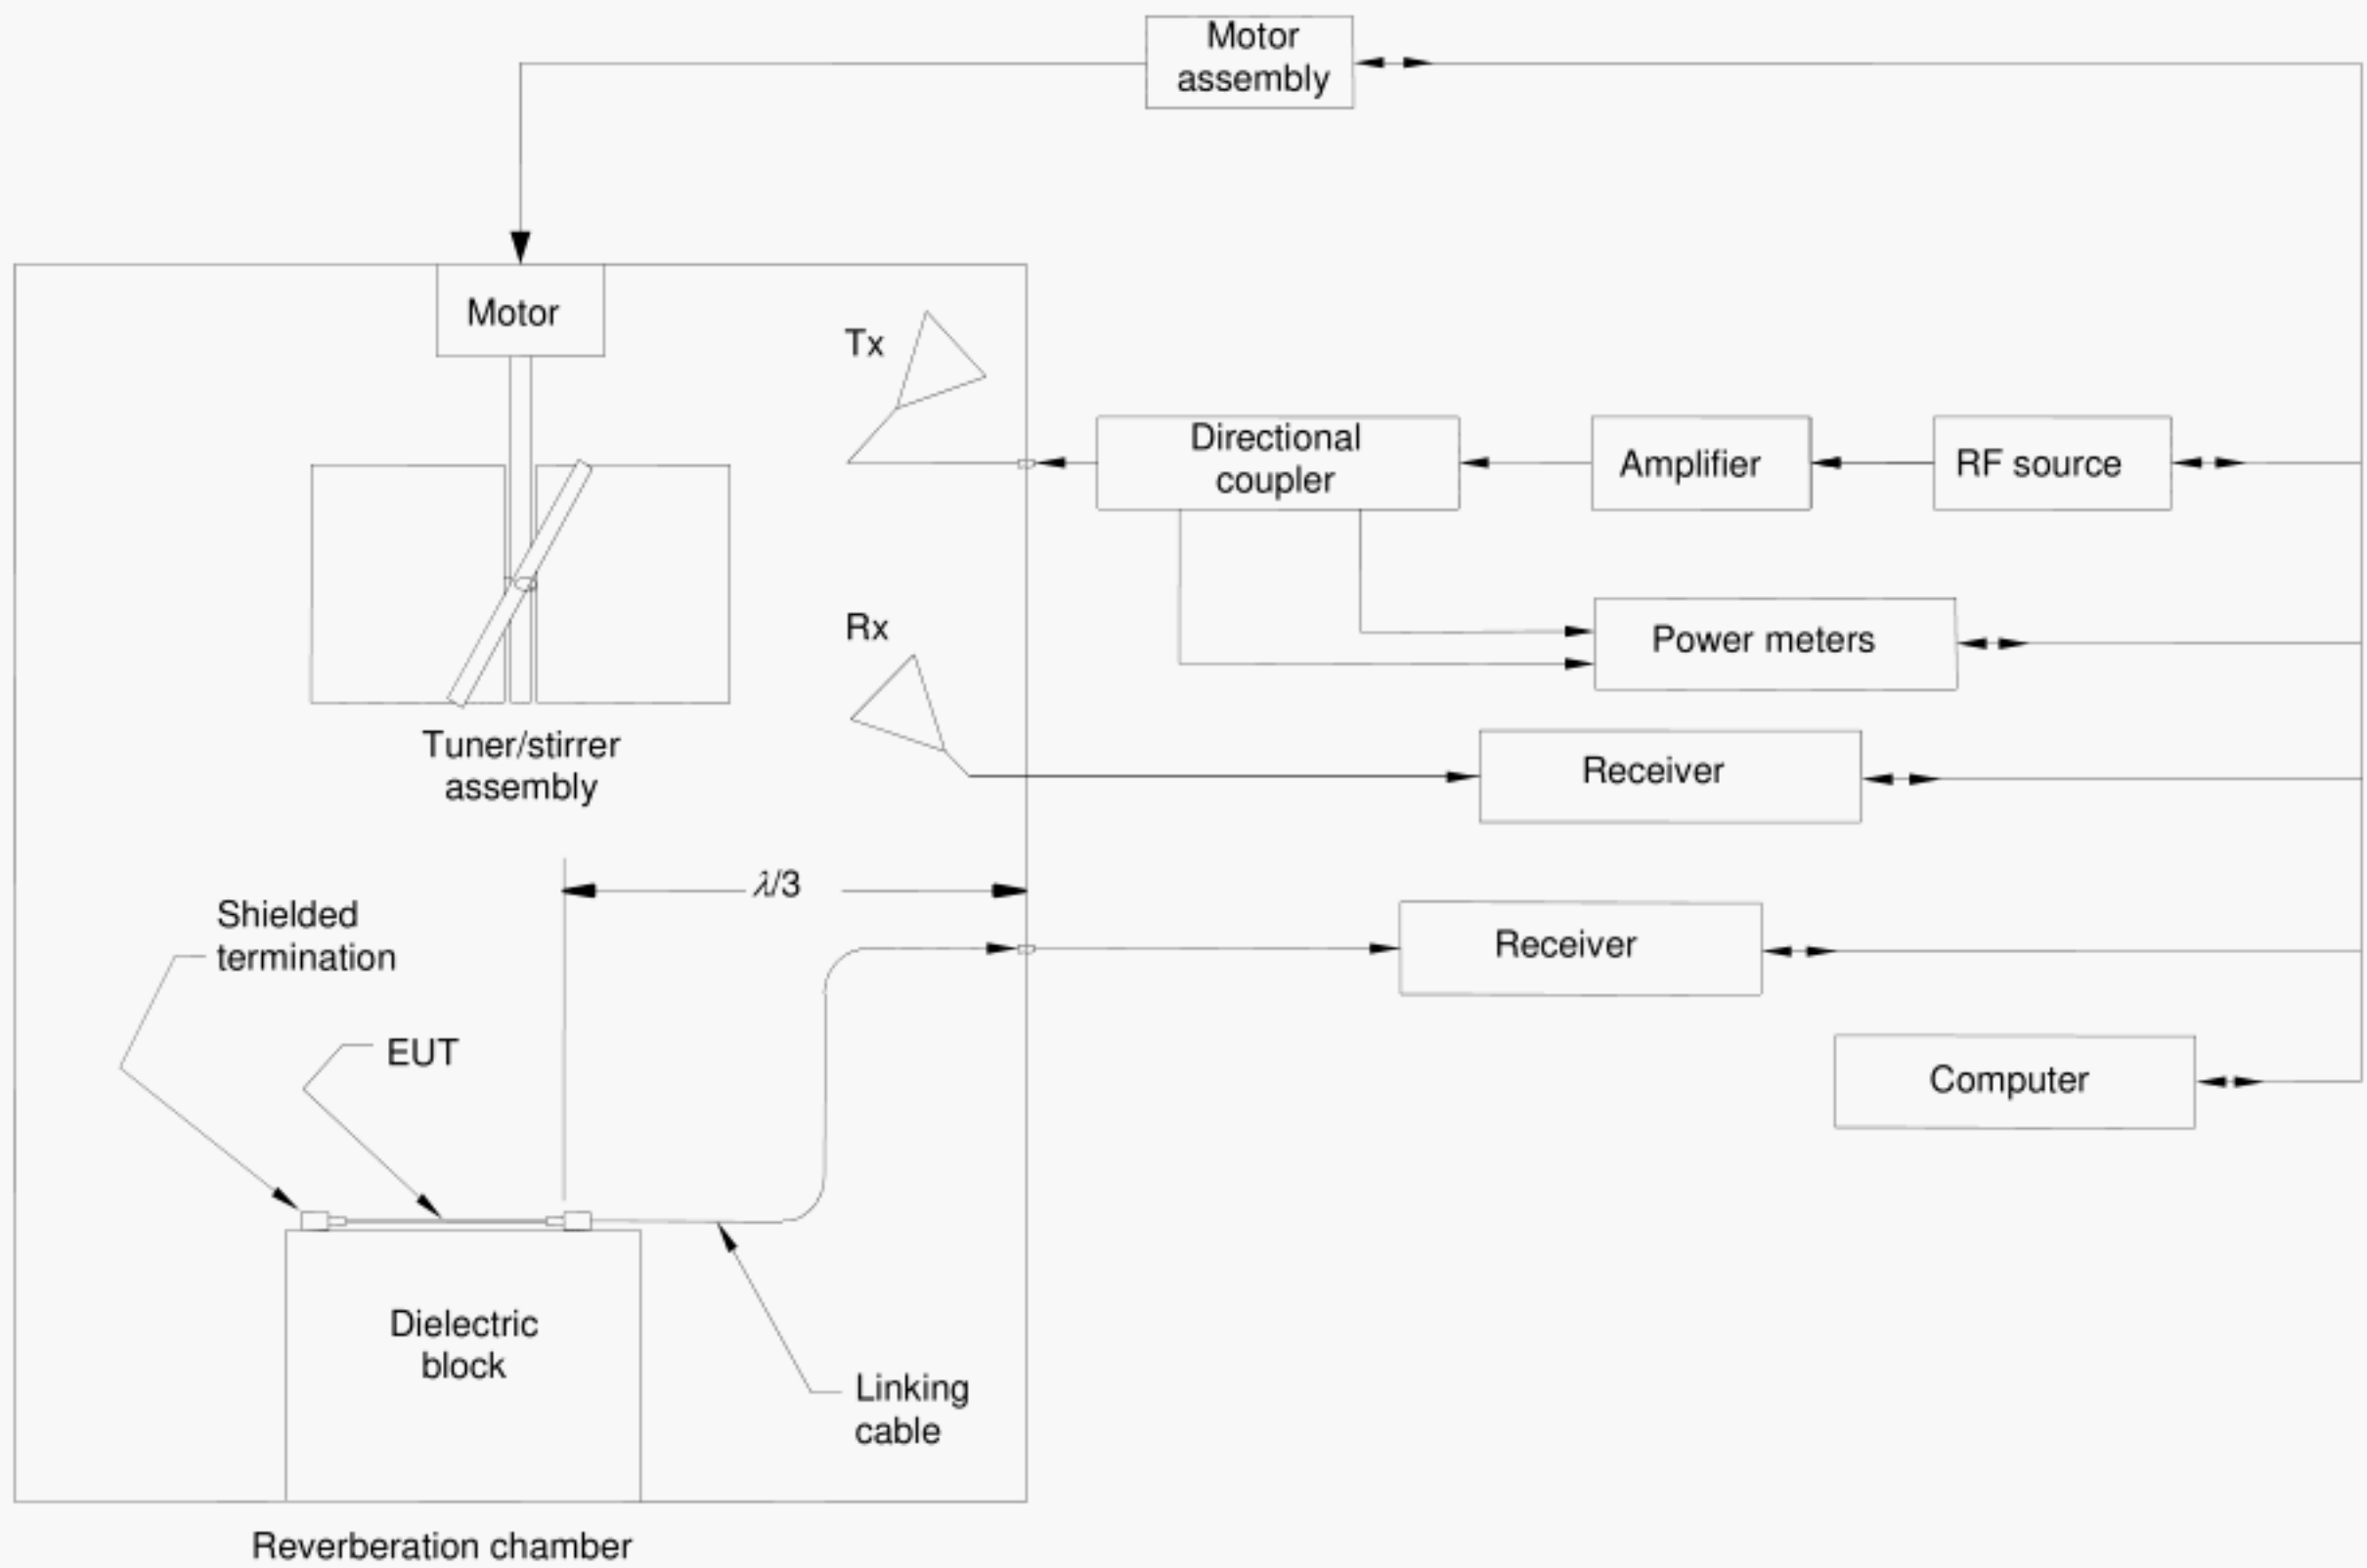 Motor
assembly
Motor
Tx
Directional
coupler
Amplifier
RF source
Rx
Power meters
Tuner/stirrer
assembly
Receiver
λ/3
Shielded
termination
Receiver
EUT
Computer
Dielectric
block
Linking
cable
Reverberation chamber